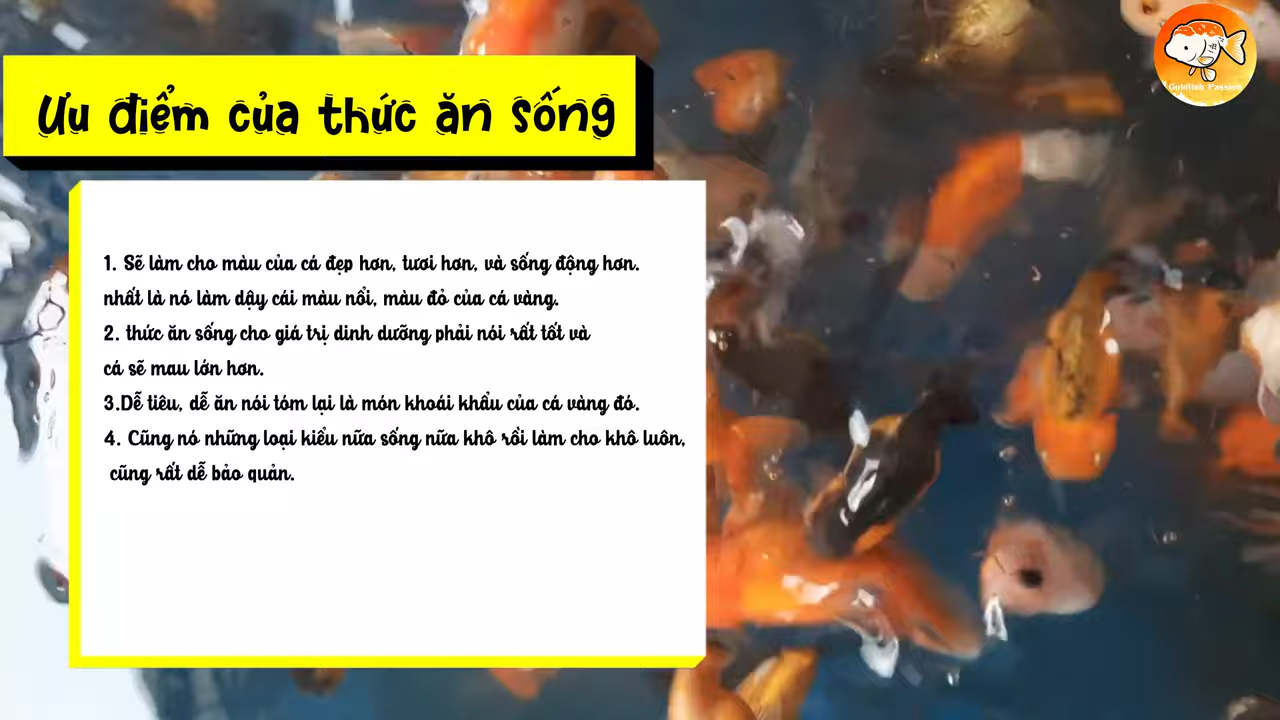 Ưu điểm của thức ăn sống
Goldfish Passion
1. Sẽ làm cho màu của cá đẹp hơn, tươi hơn, và sống động hơn.
nhất là nó làm dậy cái màu nổi, màu đỏ của cá vàng.
2. thức ăn sống cho giá trị dinh dưỡng phải nói rất tốt và
cá sẽ mau lớn hơn.
3.Dễ tiêu, dễ ăn nói tóm lại là món khoái khẩu của cá vàng đó.
4. Cũng nó những loại kiểu nữa sống nữa khô rồi làm cho khô luôn,
cũng rất dễ bảo quản.